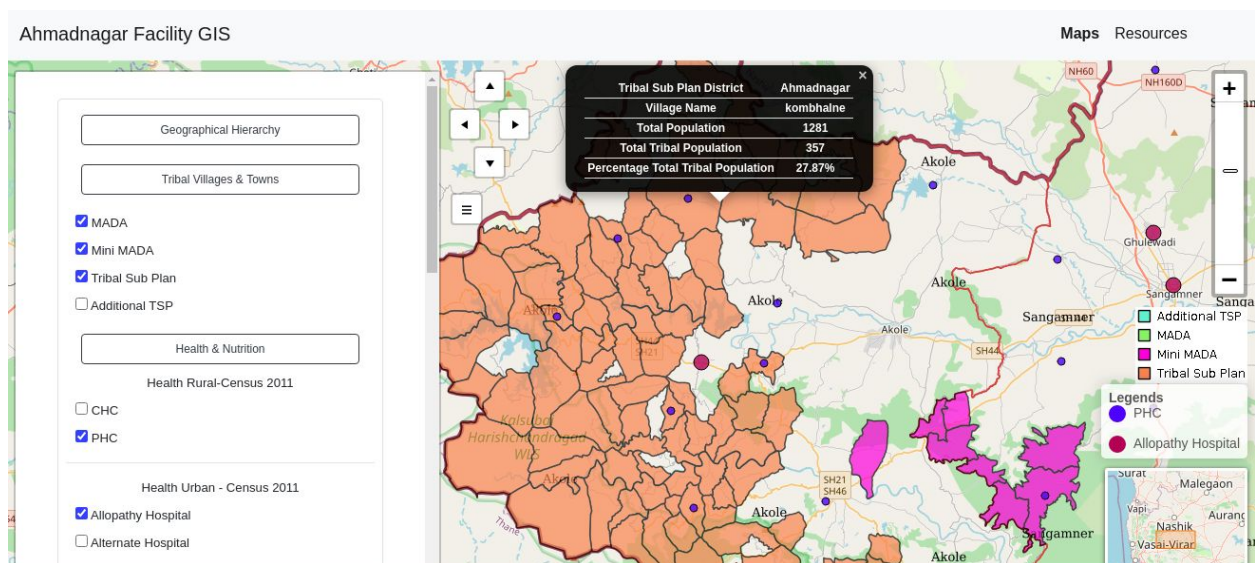 Ahmadnagar Facility GIS
Maps Resources
Geographical Hierarchy
Tribal Villages & Towns
MADA
Mini MADA
Tribal Sub Plan
Additional TSP
Health & Nutrition
Health Rural-Census 2011
CHC
PHC
Health Urban - Census 2011
Allopathy Hospital
Alternate Hospital
Tribal Sub Plan District Ahmadnagar
Village Name kombhalne
Total Population 1281
Total Tribal Population 357
Percentage Total Tribal Population 27.87%
NH60
NH160D
Akole
Ghulewadi
Akole
Sangamner
Akole
Sangamner
SH44
Akole
SH21
Akole
SH44
Kalsubai
Harishchandragad
WLS
Akole
SH21
SH46
Akole
Thane
Akole
Additional TSP
MADA
Mini MADA
Tribal Sub Plan
Legends
PHC
Allopathy Hospital
Surat
Malegaon
Vapi
Nashik
Aurang
Vasai-Virar